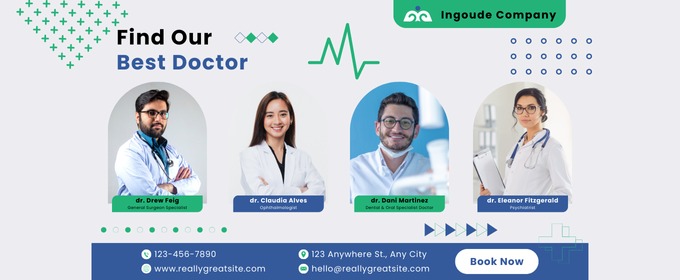 Ingoude Company
Find Our
Best Doctor
dr. Drew Feig
General Surgeon Specialist
dr. Claudia Alves
Ophthalmologist
dr. Dani Martinez
Dental & Oral Specialist Doctor
dr. Eleanor Fitzgerald
Psychiatrist
123-456-7890
www.reallygreatsite.com
123 Anywhere St., Any City
hello@reallygreatsite.com
Book Now